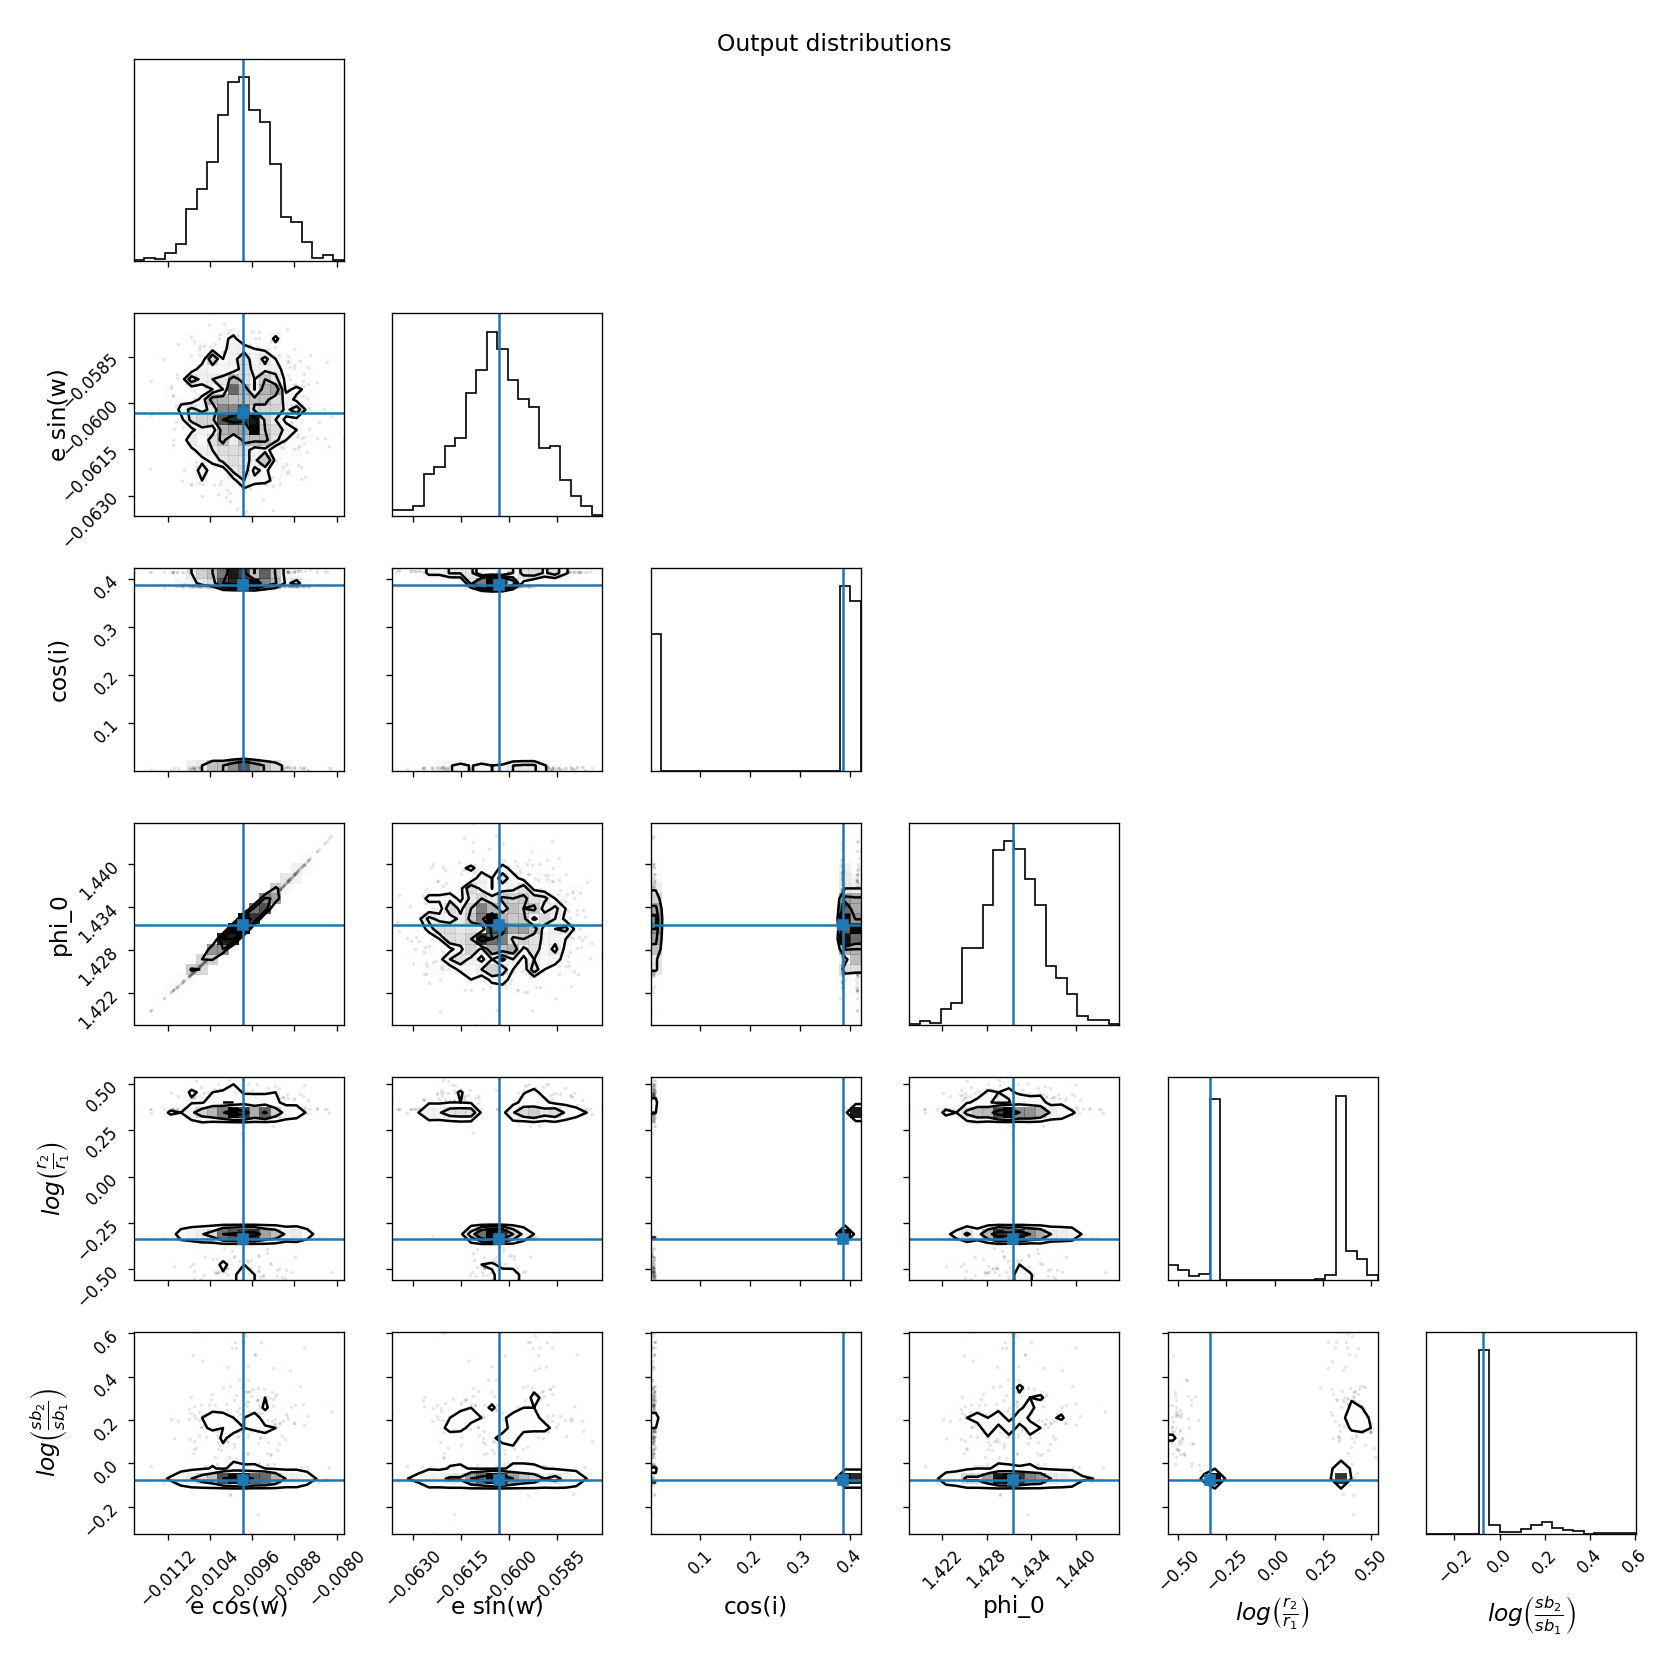 Output distributions
e sin(w)
−0.0585
−0.0600
−0.0615
−0.0630
cos(i)
0.4
0.3
0.2
0.1
phi_0
1.440
1.434
1.428
1.422
log(r₂/r₁)
0.50
0.25
0.00
−0.25
−0.50
log(sb₂/sb₁)
0.6
0.4
0.2
0.0
−0.2
−0.0112 −0.0104 −0.0096 −0.0088 −0.0080
e cos(w)
−0.0630 −0.0615 −0.0600 −0.0585
e sin(w)
0.1 0.2 0.3 0.4
cos(i)
1.422 1.428 1.434 1.440
phi_0
−0.50 −0.25 0.00 0.25 0.50
log(r₂/r₁)
−0.2 0.0 0.2 0.4 0.6
log(sb₂/sb₁)